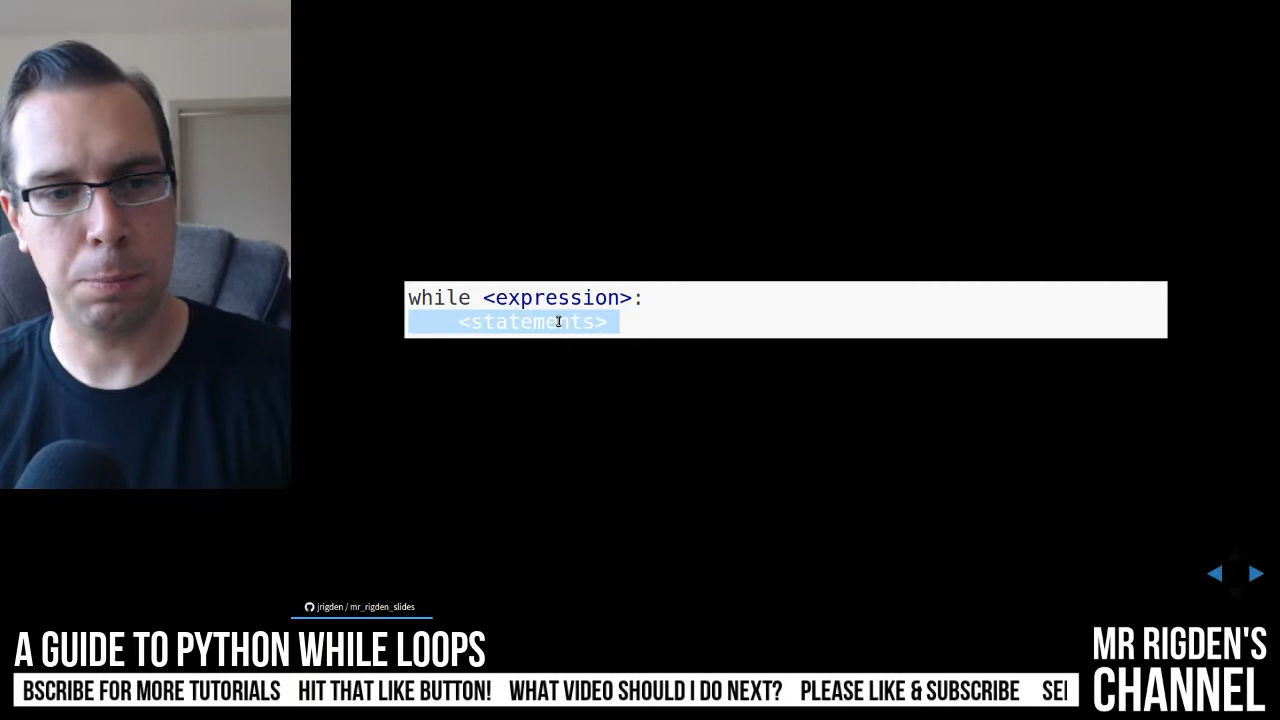 while <expression>:
    <statements>
jrigden / mr_rigden_slides
A GUIDE TO PYTHON WHILE LOOPS
BSCRIBE FOR MORE TUTORIALS HIT THAT LIKE BUTTON! WHAT VIDEO SHOULD I DO NEXT? PLEASE LIKE & SUBSCRIBE SE
MR RIGDEN'S
CHANNEL